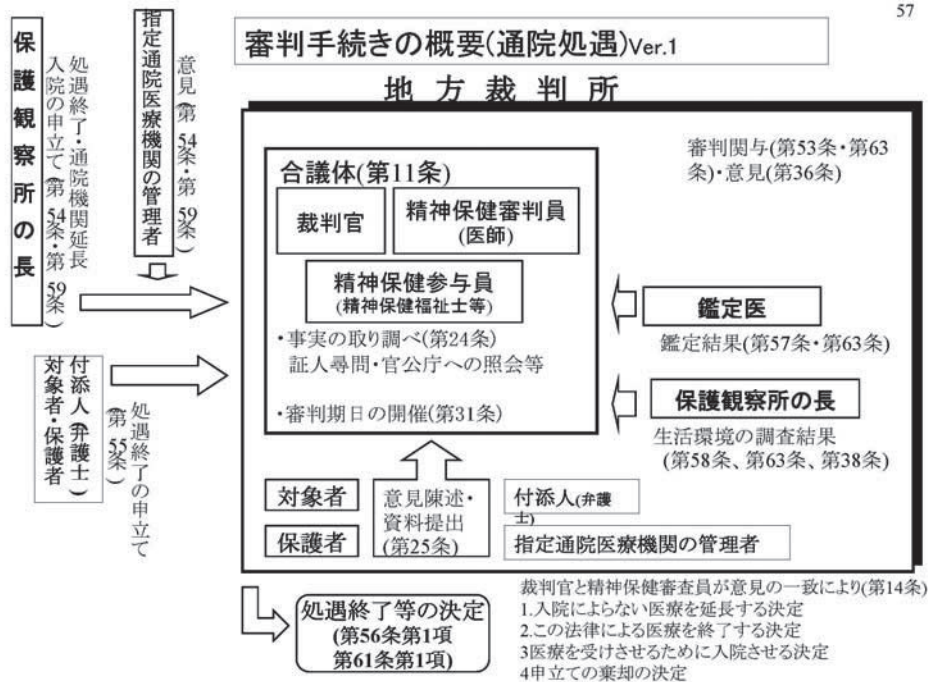 57
審判手続きの概要(通院処遇)Ver.1
保護観察所の長
処遇終了・通院機関延長
入院の申立て(第54条・第59条)
指定通院医療機関の管理者
意見(第54条・第59条)
対象者・保護者
付添人(弁護士)
処遇終了の申立て
(第55条)
地方裁判所
合議体(第11条)
裁判官
精神保健審判員
(医師)
精神保健参与員
(精神保健福祉士等)
・事実の取り調べ(第24条)
証人尋問・官公庁への照会等
・審判期日の開催(第31条)
審判関与(第53条・第63
条)・意見(第36条)
鑑定医
鑑定結果(第57条・第63条)
保護観察所の長
生活環境の調査結果
(第58条、第63条、第38条)
対象者
保護者
意見陳述・
資料提出
(第25条)
付添人(弁護
士)
指定通院医療機関の管理者
処遇終了等の決定
(第56条第1項
第61条第1項)
裁判官と精神保健審査員が意見の一致により(第14条)
1.入院によらない医療を延長する決定
2.この法律による医療を終了する決定
3医療を受けさせるために入院させる決定
4申立ての棄却の決定